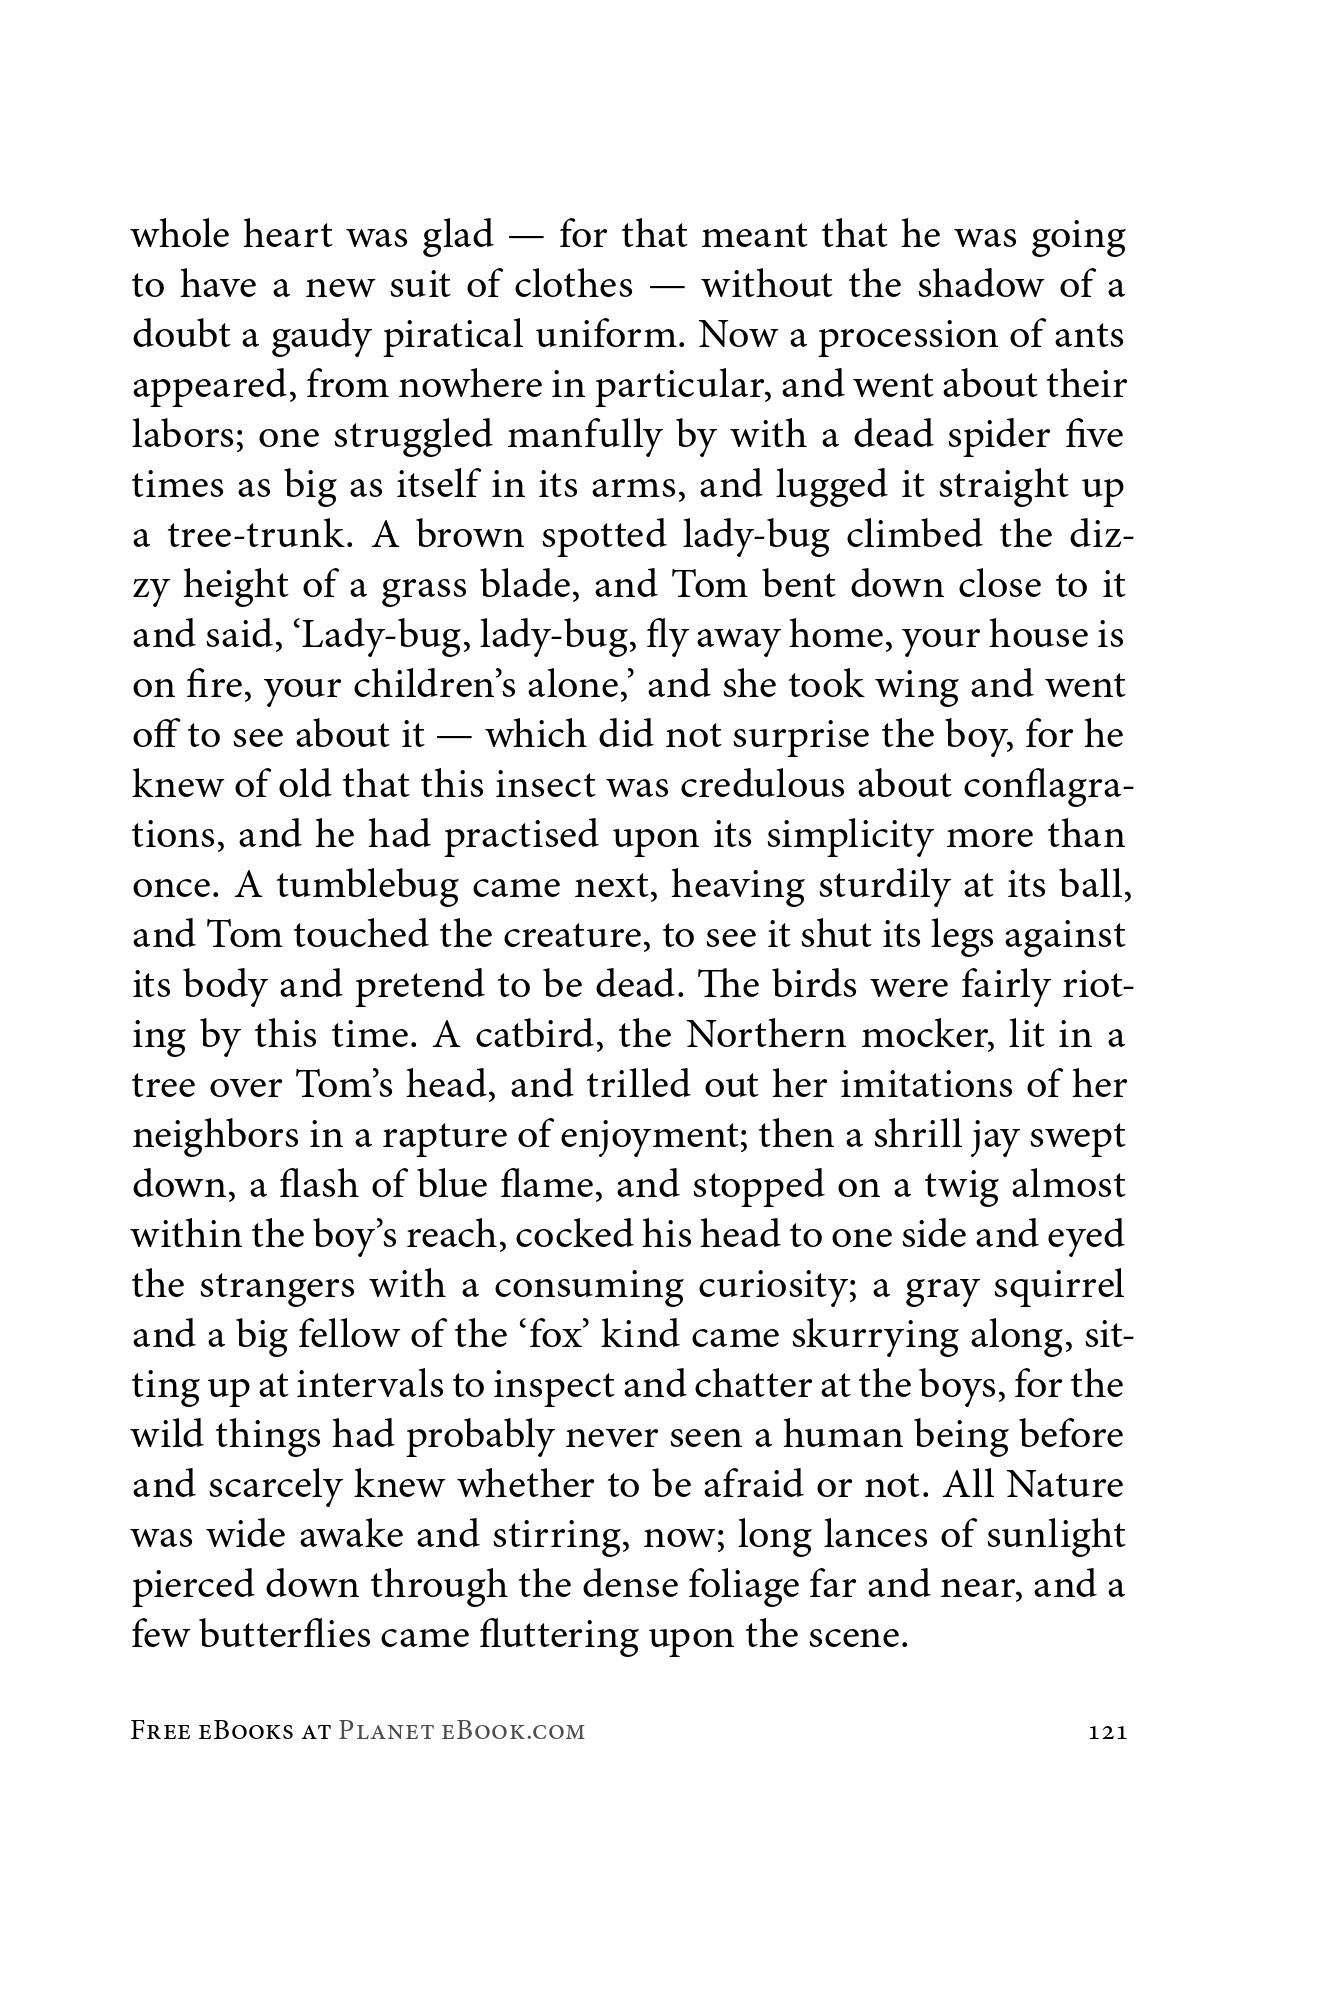 whole heart was glad — for that meant that he was going
to have a new suit of clothes — without the shadow of a
doubt a gaudy piratical uniform. Now a procession of ants
appeared, from nowhere in particular, and went about their
labors; one struggled manfully by with a dead spider five
times as big as itself in its arms, and lugged it straight up
a tree-trunk. A brown spotted lady-bug climbed the diz-
zy height of a grass blade, and Tom bent down close to it
and said, ‘Lady-bug, lady-bug, fly away home, your house is
on fire, your children’s alone,’ and she took wing and went
off to see about it — which did not surprise the boy, for he
knew of old that this insect was credulous about conflagra-
tions, and he had practised upon its simplicity more than
once. A tumblebug came next, heaving sturdily at its ball,
and Tom touched the creature, to see it shut its legs against
its body and pretend to be dead. The birds were fairly riot-
ing by this time. A catbird, the Northern mocker, lit in a
tree over Tom’s head, and trilled out her imitations of her
neighbors in a rapture of enjoyment; then a shrill jay swept
down, a flash of blue flame, and stopped on a twig almost
within the boy’s reach, cocked his head to one side and eyed
the strangers with a consuming curiosity; a gray squirrel
and a big fellow of the ‘fox’ kind came skurrying along, sit-
ting up at intervals to inspect and chatter at the boys, for the
wild things had probably never seen a human being before
and scarcely knew whether to be afraid or not. All Nature
was wide awake and stirring, now; long lances of sunlight
pierced down through the dense foliage far and near, and a
few butterflies came fluttering upon the scene.
Free eBooks at Planet eBook.com 121